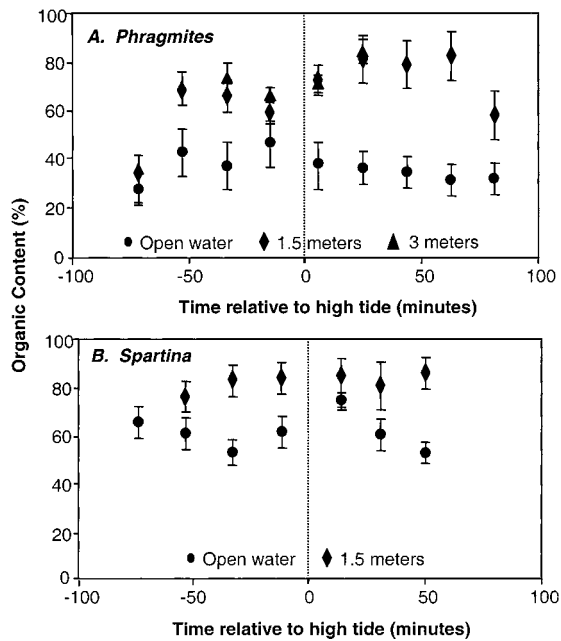 100
A. Phragmites
80
60
40
20
0
Open water 1.5 meters 3 meters
-100 -50 0 50 100
Time relative to high tide (minutes)
Organic Content (%)
100
B. Spartina
80
60
40
20
0
Open water 1.5 meters
-100 -50 0 50 100
Time relative to high tide (minutes)